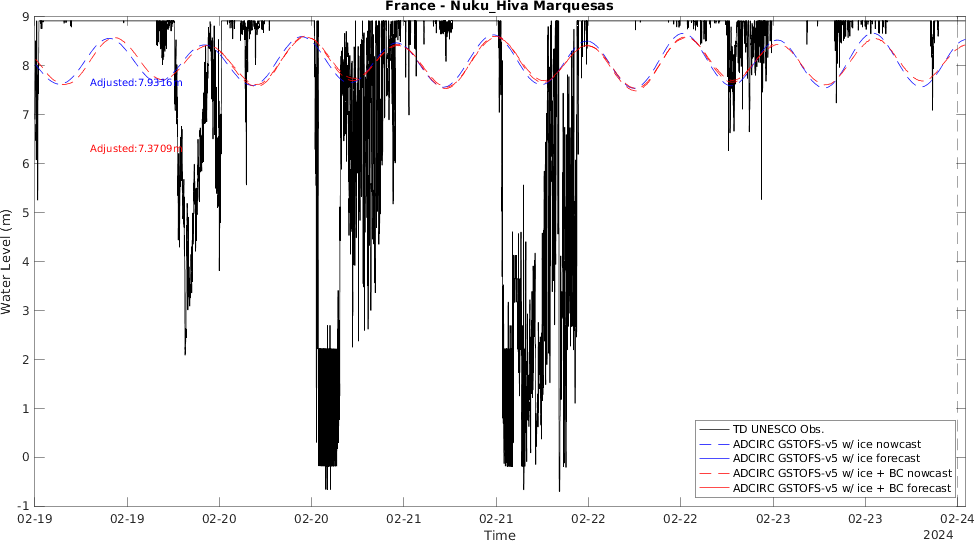 France - Nuku_Hiva Marquesas
9
8
7
6
5
4
3
2
1
0
-1
Water Level (m)
Adjusted:7.9316m
Adjusted:7.3709m
TD UNESCO Obs.
ADCIRC GSTOFS-v5 w/ ice nowcast
ADCIRC GSTOFS-v5 w/ ice forecast
ADCIRC GSTOFS-v5 w/ ice + BC nowcast
ADCIRC GSTOFS-v5 w/ ice + BC forecast
02-19 02-19 02-20 02-20 02-21 02-21 02-22 02-22 02-23 02-23 02-24
Time
2024